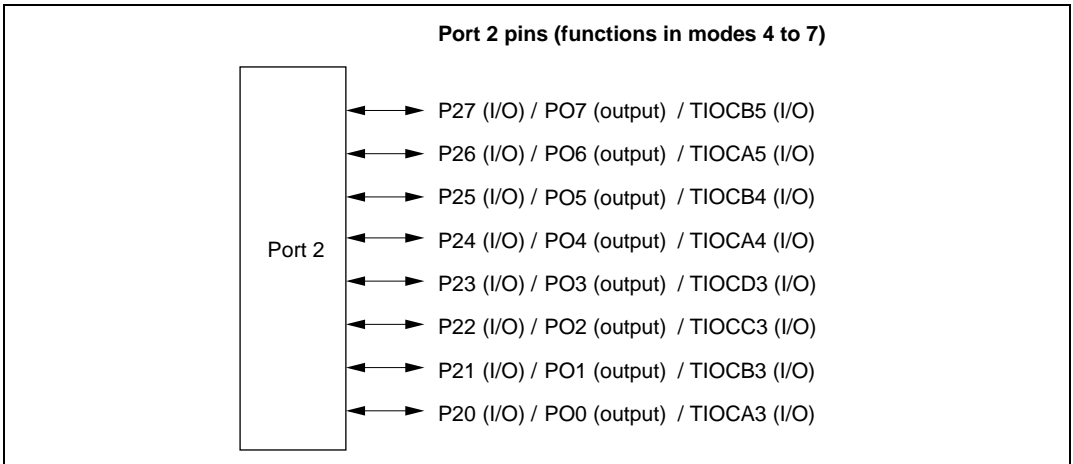 Port 2 pins (functions in modes 4 to 7)
P27 (I/O) / PO7 (output) / TIOCB5 (I/O)
P26 (I/O) / PO6 (output) / TIOCA5 (I/O)
P25 (I/O) / PO5 (output) / TIOCB4 (I/O)
P24 (I/O) / PO4 (output) / TIOCA4 (I/O)
Port 2
P23 (I/O) / PO3 (output) / TIOCD3 (I/O)
P22 (I/O) / PO2 (output) / TIOCC3 (I/O)
P21 (I/O) / PO1 (output) / TIOCB3 (I/O)
P20 (I/O) / PO0 (output) / TIOCA3 (I/O)